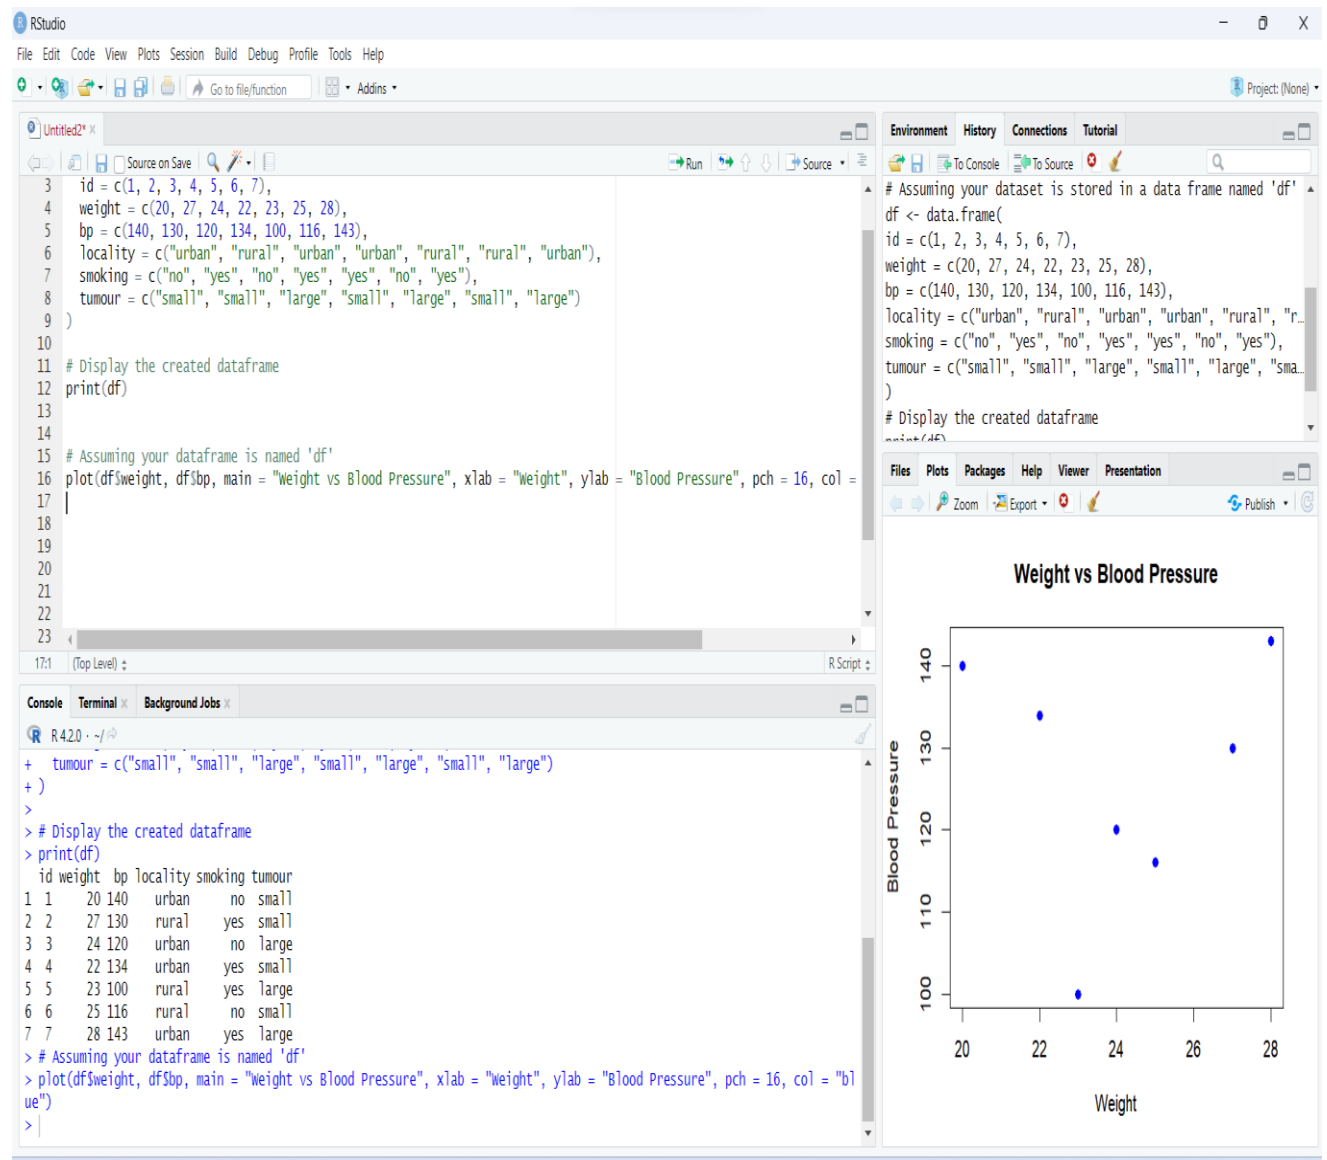 RStudio
File Edit Code View Plots Session Build Debug Profile Tools Help
Go to file/function Addins Project: (None)
Untitled2*
Source on Save Run Source
3 id = c(1, 2, 3, 4, 5, 6, 7),
4 weight = c(20, 27, 24, 22, 23, 25, 28),
5 bp = c(140, 130, 120, 134, 100, 116, 143),
6 locality = c("urban", "rural", "urban", "urban", "rural", "rural", "urban"),
7 smoking = c("no", "yes", "no", "yes", "yes", "no", "yes"),
8 tumour = c("small", "small", "large", "small", "large", "small", "large")
9 )
10
11 # Display the created dataframe
12 print(df)
13
14
15 # Assuming your dataframe is named 'df'
16 plot(df$weight, df$bp, main = "Weight vs Blood Pressure", xlab = "Weight", ylab = "Blood Pressure", pch = 16, col =
17
18
19
20
21
22
23
17:1 (Top Level) R Script
Console Terminal Background Jobs
R 4.2.0 · ~/
+ tumour = c("small", "small", "large", "small", "large", "small", "large")
+ )
>
> # Display the created dataframe
> print(df)
id weight bp locality smoking tumour
1 1 20 140 urban no small
2 2 27 130 rural yes small
3 3 24 120 urban no large
4 4 22 134 urban yes small
5 5 23 100 rural yes large
6 6 25 116 rural no small
7 7 28 143 urban yes large
> # Assuming your dataframe is named 'df'
> plot(df$weight, df$bp, main = "Weight vs Blood Pressure", xlab = "Weight", ylab = "Blood Pressure", pch = 16, col = "bl
ue")
>
Environment History Connections Tutorial
To Console To Source
# Assuming your dataset is stored in a data frame named 'df'
df <- data.frame(
id = c(1, 2, 3, 4, 5, 6, 7),
weight = c(20, 27, 24, 22, 23, 25, 28),
bp = c(140, 130, 120, 134, 100, 116, 143),
locality = c("urban", "rural", "urban", "urban", "rural", "r...
smoking = c("no", "yes", "no", "yes", "yes", "no", "yes"),
tumour = c("small", "small", "large", "small", "large", "sma...
)
# Display the created dataframe
print(df)
Files Plots Packages Help Viewer Presentation
Zoom Export Publish
Weight vs Blood Pressure
Blood Pressure
140
130
120
110
100
20 22 24 26 28
Weight